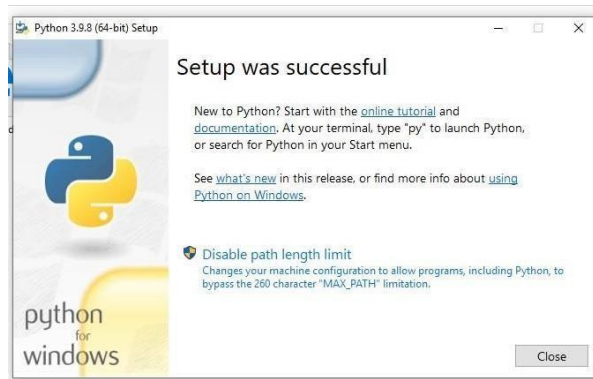 Python 3.9.8 (64-bit) Setup
Setup was successful
New to Python? Start with the online tutorial and
documentation. At your terminal, type "py" to launch Python,
or search for Python in your Start menu.
See what's new in this release, or find more info about using
Python on Windows.
Disable path length limit
Changes your machine configuration to allow programs, including Python, to
bypass the 260 character "MAX_PATH" limitation.
python
for
windows
Close